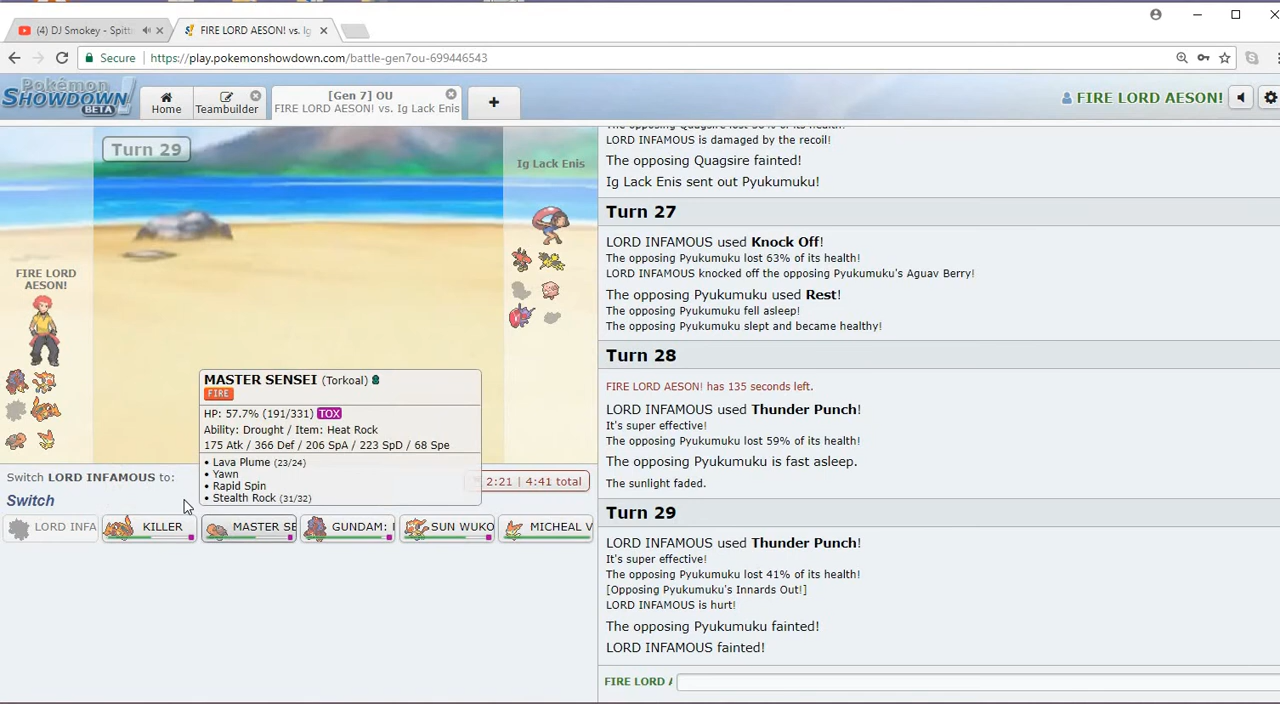 (4) DJ Smokey - Spitt
FIRE LORD AESON! vs. Ig
Secure
https://play.pokemonshowdown.com/battle-gen7ou-699446543
Pokémon
SHOWDOWN
BETA
Home
Teambuilder
[Gen 7] OU
FIRE LORD AESON! vs. Ig Lack Enis
FIRE LORD AESON!
Turn 29
Ig Lack Enis
FIRE LORD
AESON!
MASTER SENSEI (Torkoal)
FIRE
HP: 57.7% (191/331) TOX
Ability: Drought / Item: Heat Rock
175 Atk / 366 Def / 206 SpA / 223 SpD / 68 Spe
• Lava Plume (23/24)
• Yawn
• Rapid Spin
• Stealth Rock (31/32)
Switch LORD INFAMOUS to:
2:21 | 4:41 total
Switch
LORD INFA
KILLER
MASTER SE
GUNDAM:
SUN WUKO
MICHEAL V
The opposing Quagsire lost 36% of its health!
LORD INFAMOUS is damaged by the recoil!
The opposing Quagsire fainted!
Ig Lack Enis sent out Pyukumuku!
Turn 27
LORD INFAMOUS used Knock Off!
The opposing Pyukumuku lost 63% of its health!
LORD INFAMOUS knocked off the opposing Pyukumuku's Aguav Berry!
The opposing Pyukumuku used Rest!
The opposing Pyukumuku fell asleep!
The opposing Pyukumuku slept and became healthy!
Turn 28
FIRE LORD AESON! has 135 seconds left.
LORD INFAMOUS used Thunder Punch!
It's super effective!
The opposing Pyukumuku lost 59% of its health!
The opposing Pyukumuku is fast asleep.
The sunlight faded.
Turn 29
LORD INFAMOUS used Thunder Punch!
It's super effective!
The opposing Pyukumuku lost 41% of its health!
[Opposing Pyukumuku's Innards Out!]
LORD INFAMOUS is hurt!
The opposing Pyukumuku fainted!
LORD INFAMOUS fainted!
FIRE LORD